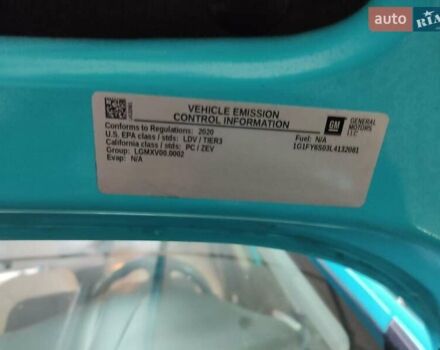 auto RIA
VEHICLE EMISSION
CONTROL INFORMATION
Conforms to Regulations: 2020
U.S. EPA class / stds: LDV / TIER3
California class / stds: PC / ZEV
Group: LGMXV00.0002
Evap: N/A
GM
GENERAL
MOTORS
LLC
Fuel: N/A
1G1FY6S03L4132081